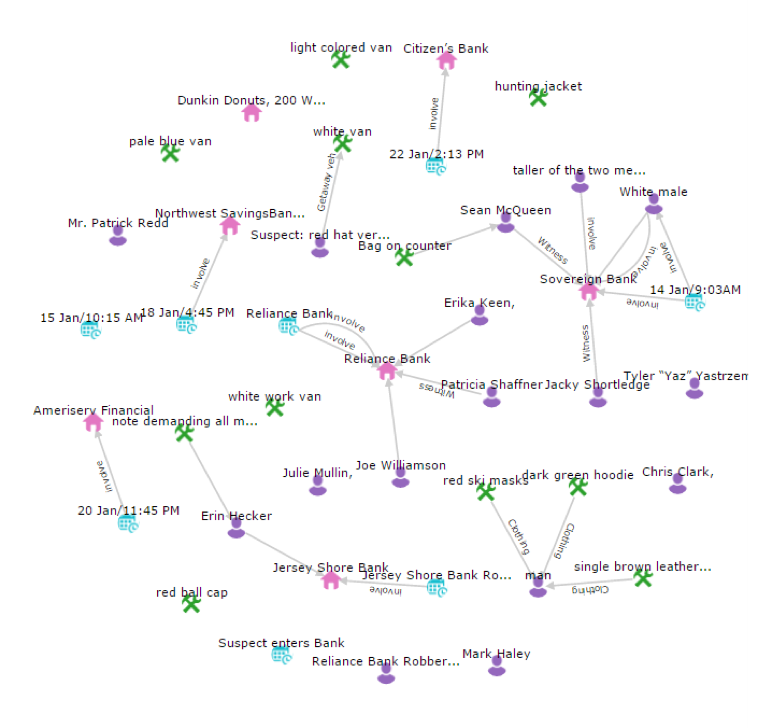 light colored van
Citizen's Bank
hunting jacket
Dunkin Donuts, 200 W...
involve
white van
pale blue van
22 Jan/2:13 PM
taller of the two me...
Getaway veh
White male
Northwest SavingsBan...
Sean McQueen
Mr. Patrick Redd
Suspect: red hat ver...
Bag on counter
involve
Witness
involve
involve
involve
Sovereign Bank
14 Jan/9:03AM
involve
Erika Keen,
15 Jan/10:15 AM
18 Jan/4:45 PM
Reliance Bank
involve
involve
Witness
Reliance Bank
Tyler "Yaz" Yastrzem
Patricia Shaffner
Jacky Shortledge
Witness
white work van
Amerisery Financial
note demanding all m...
involve
Julie Mullin,
Joe Williamson
red ski masks
dark green hoodie
Chris Clark,
20 Jan/11:45 PM
Erin Hecker
Clothing
Clothing
Jersey Shore Bank
Jersey Shore Bank Ro...
man
single brown leather...
involve
Clothing
red ball cap
Suspect enters Bank
Reliance Bank Robber...
Mark Haley